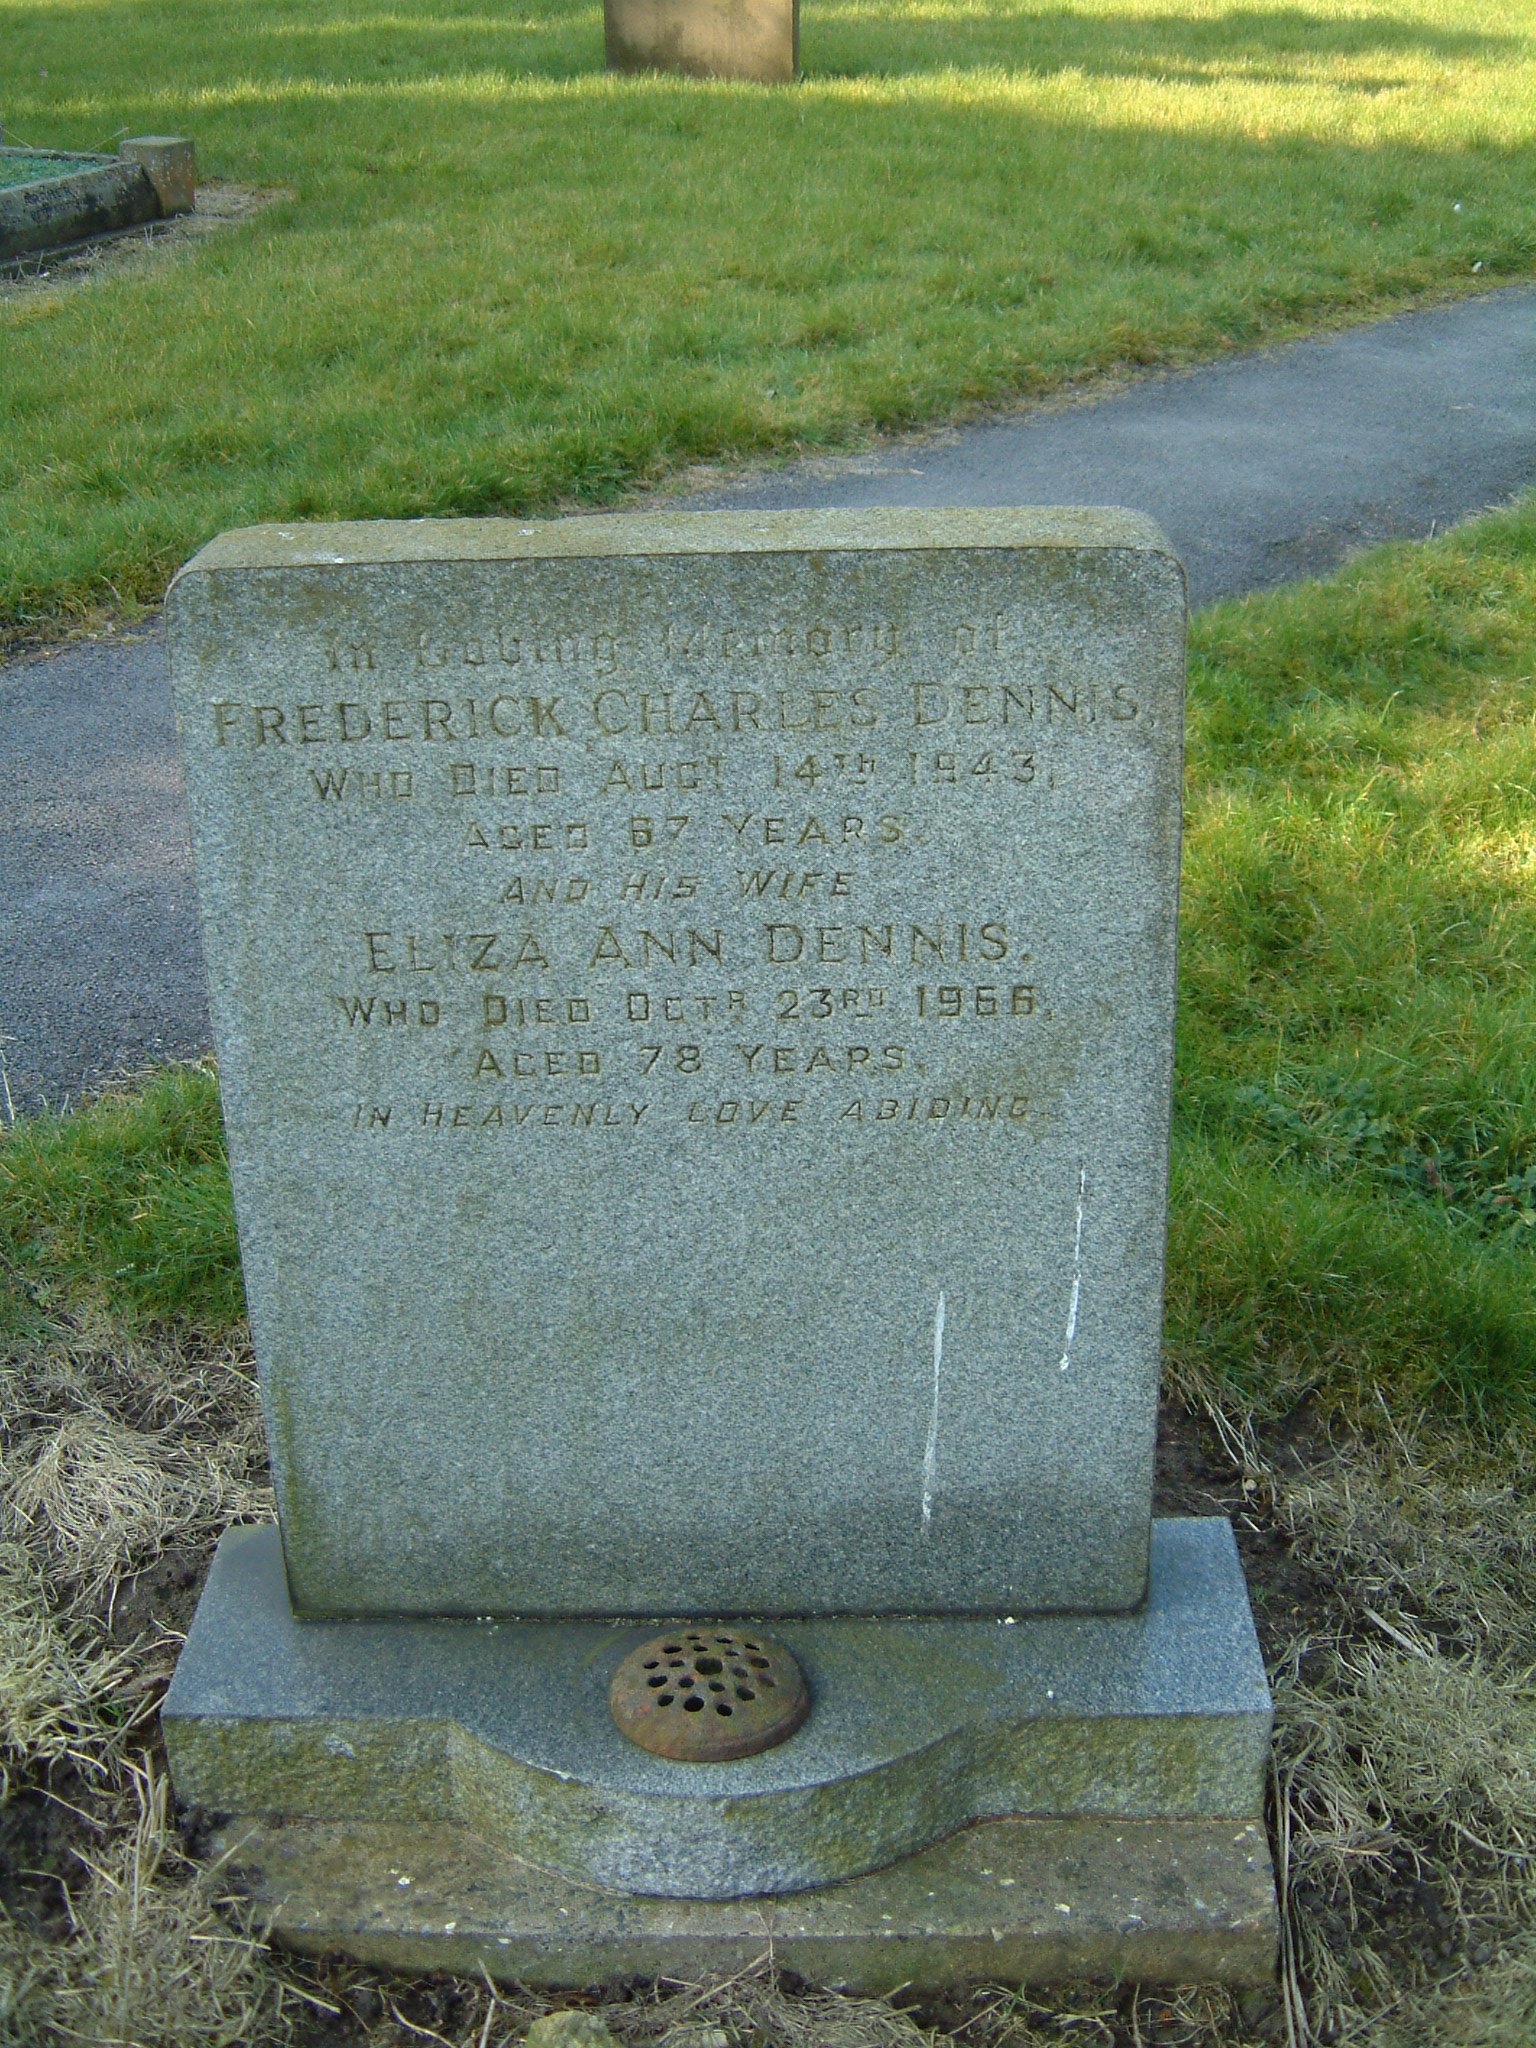 In Loving Memory of
FREDERICK CHARLES DENNIS,
WHO DIED AUGT 14TH 1943,
AGED 67 YEARS.
AND HIS WIFE
ELIZA ANN DENNIS.
WHO DIED OCTR 23RD 1966,
AGED 78 YEARS.
IN HEAVENLY LOVE ABIDING